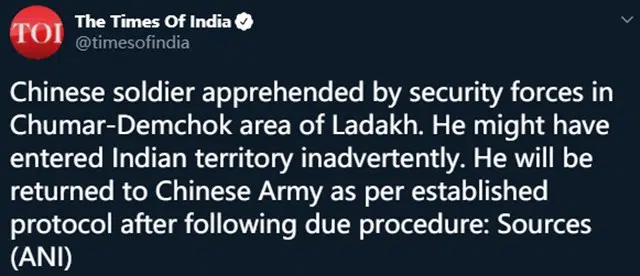 TOI
The Times Of India
@timesofindia
Chinese soldier apprehended by security forces in
Chumar-Demchok area of Ladakh. He might have
entered Indian territory inadvertently. He will be
returned to Chinese Army as per established
protocol after following due procedure: Sources
(ANI)